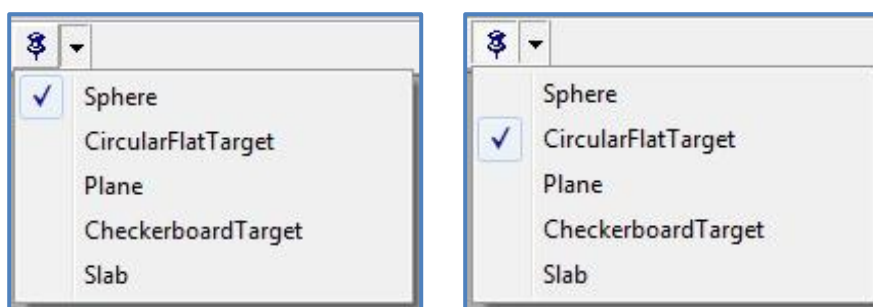 Sphere
CircularFlatTarget
Plane
CheckerboardTarget
Slab
Sphere
CircularFlatTarget
Plane
CheckerboardTarget
Slab